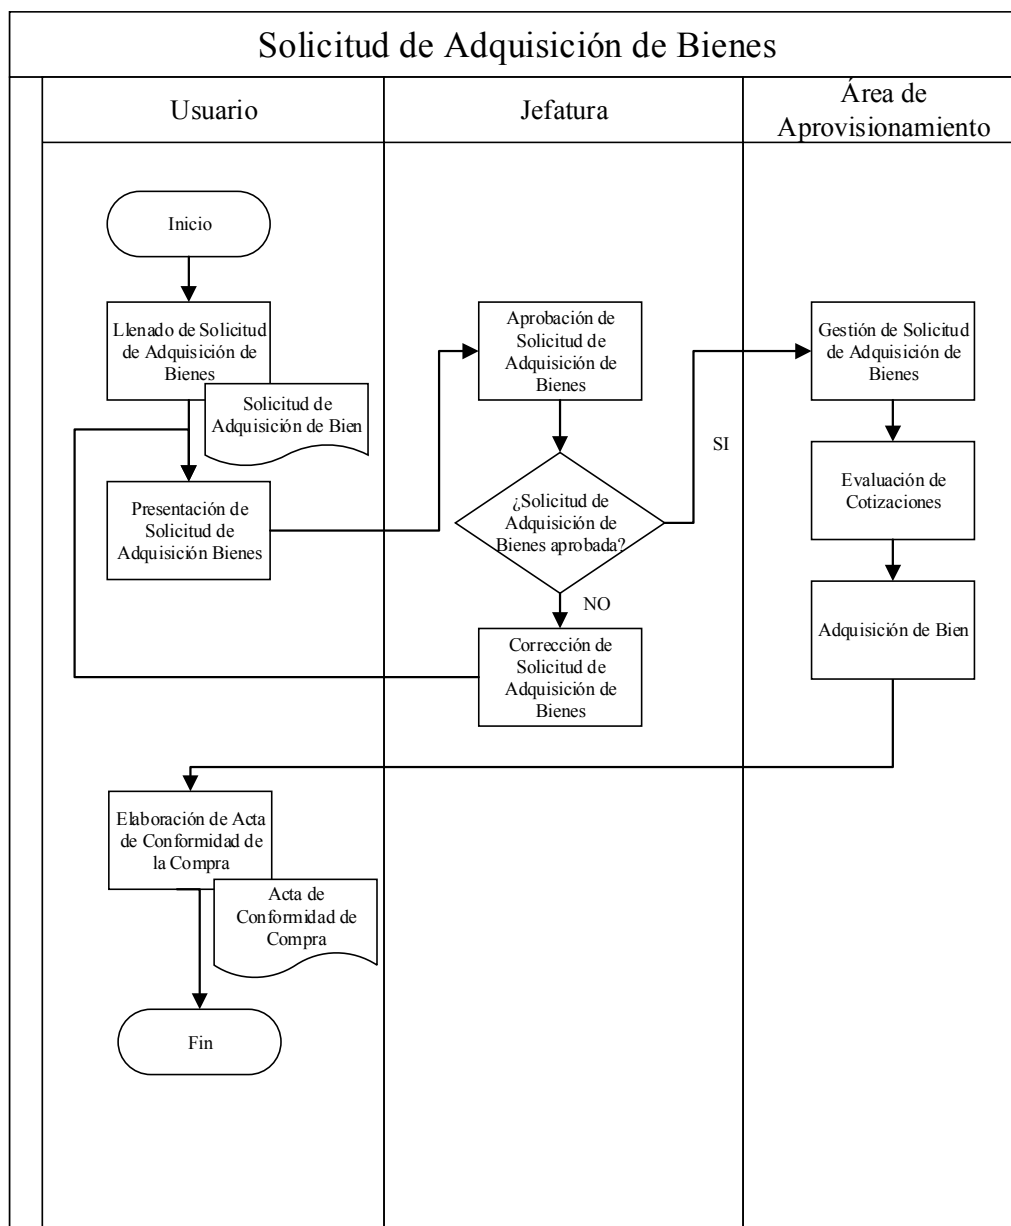 Solicitud de Adquisición de Bienes
Usuario
Jefatura
Área de
Aprovisionamiento
Inicio
Llenado de Solicitud
de Adquisición de
Bienes
Solicitud de
Adquisición de Bien
Presentación de
Solicitud de
Adquisición Bienes
Aprobación de
Solicitud de
Adquisición de
Bienes
¿Solicitud de
Adquisición de
Bienes aprobada?
SI
NO
Corrección de
Solicitud de
Adquisición de
Bienes
Gestión de Solicitud
de Adquisición de
Bienes
Evaluación de
Cotizaciones
Adquisición de Bien
Elaboración de Acta
de Conformidad de
la Compra
Acta de
Conformidad de
Compra
Fin